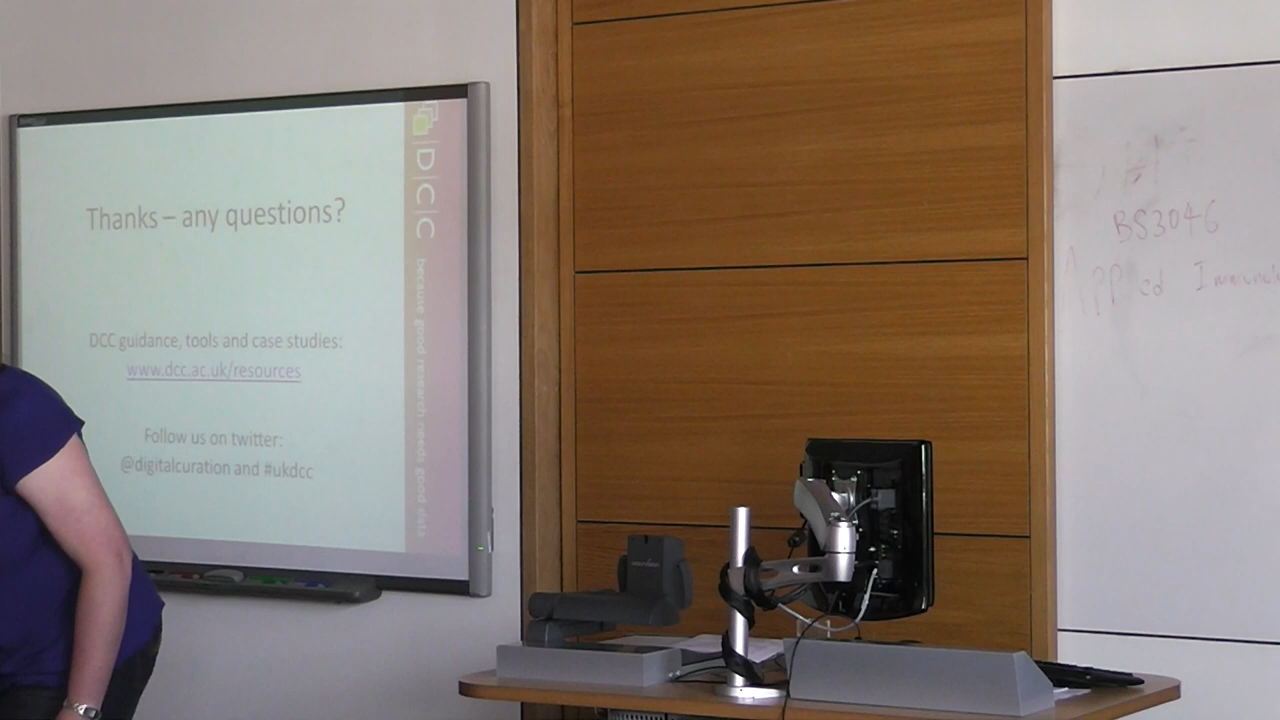 Thanks – any questions?
DCC guidance, tools and case studies:
www.dcc.ac.uk/resources
Follow us on twitter:
@digitalcuration and #ukdcc
D|C|C
because good research needs good data
BS3046